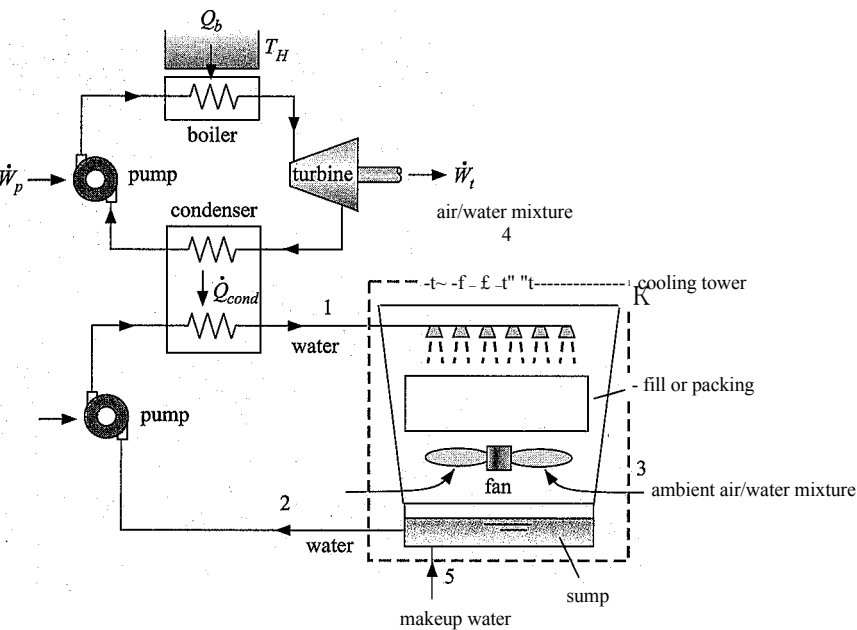 Q_b
T_H
boiler
Ẇ_p
pump
turbine
Ẇ_t
condenser
air/water mixture
4
Q̇_cond
-t~ -f - £ -t" "t
cooling tower
R
1
water
- fill or packing
pump
3
fan
ambient air/water mixture
2
water
5
sump
makeup water